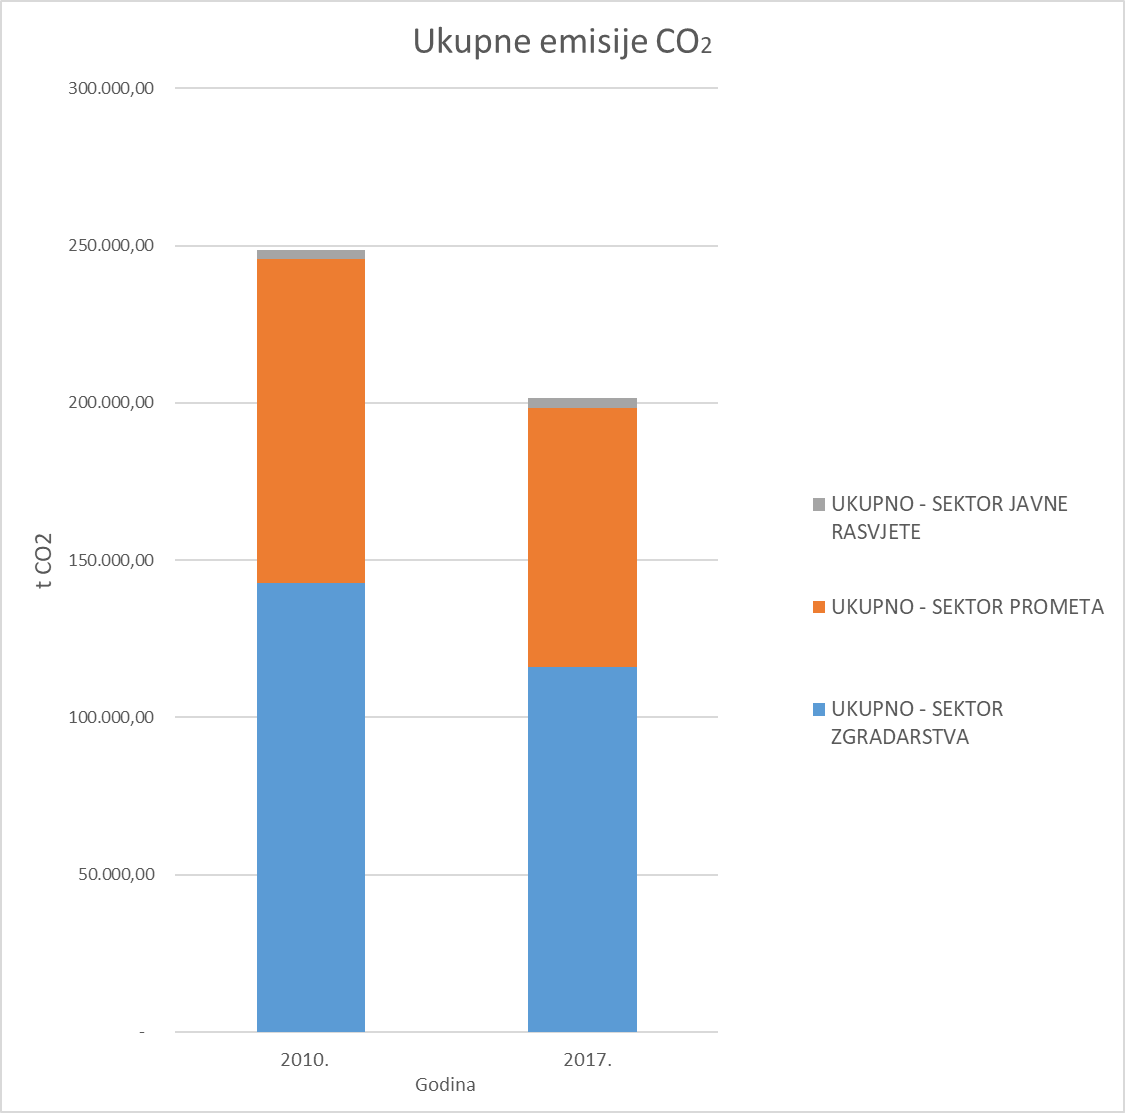 Ukupne emisije CO₂
300.000,00
250.000,00
200.000,00
150.000,00
100.000,00
50.000,00
-
t CO2
2010.
2017.
Godina
UKUPNO - SEKTOR JAVNE
RASVJETE
UKUPNO - SEKTOR PROMETA
UKUPNO - SEKTOR
ZGRADARSTVA